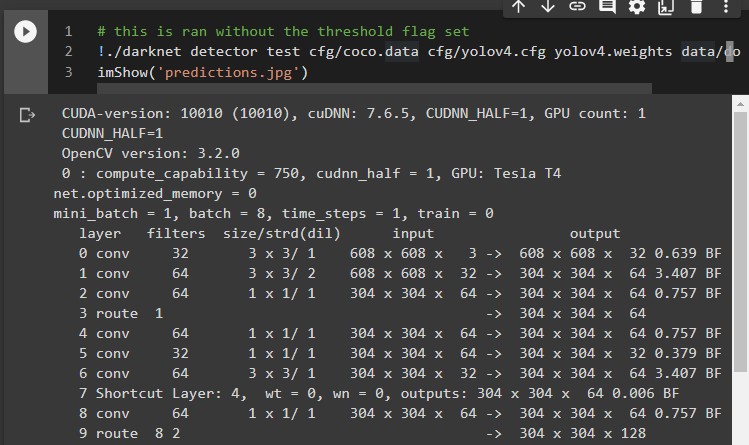 1 # this is ran without the threshold flag set
2 !./darknet detector test cfg/coco.data cfg/yolov4.cfg yolov4.weights data/do
3 imShow('predictions.jpg')
CUDA-version: 10010 (10010), cuDNN: 7.6.5, CUDNN_HALF=1, GPU count: 1
CUDNN_HALF=1
OpenCV version: 3.2.0
0 : compute_capability = 750, cudnn_half = 1, GPU: Tesla T4
net.optimized_memory = 0
mini_batch = 1, batch = 8, time_steps = 1, train = 0
layer filters size/strd(dil) input output
0 conv 32 3 x 3/ 1 608 x 608 x 3 -> 608 x 608 x 32 0.639 BF
1 conv 64 3 x 3/ 2 608 x 608 x 32 -> 304 x 304 x 64 3.407 BF
2 conv 64 1 x 1/ 1 304 x 304 x 64 -> 304 x 304 x 64 0.757 BF
3 route 1 -> 304 x 304 x 64
4 conv 64 1 x 1/ 1 304 x 304 x 64 -> 304 x 304 x 64 0.757 BF
5 conv 32 1 x 1/ 1 304 x 304 x 64 -> 304 x 304 x 32 0.379 BF
6 conv 64 3 x 3/ 1 304 x 304 x 32 -> 304 x 304 x 64 3.407 BF
7 Shortcut Layer: 4, wt = 0, wn = 0, outputs: 304 x 304 x 64 0.006 BF
8 conv 64 1 x 1/ 1 304 x 304 x 64 -> 304 x 304 x 64 0.757 BF
9 route 8 2 -> 304 x 304 x 128